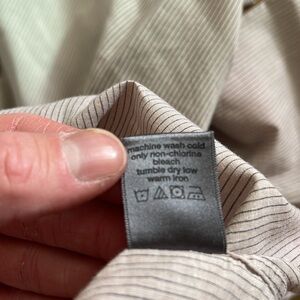 machine wash cold
only non-chlorine
bleach
tumble dry low
warm iron